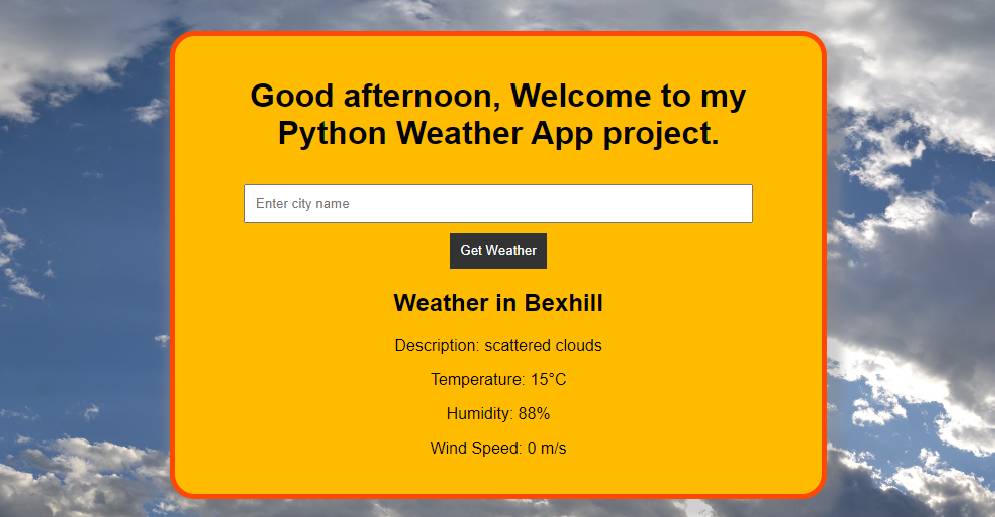 Good afternoon, Welcome to my
Python Weather App project.
Enter city name
Get Weather
Weather in Bexhill
Description: scattered clouds
Temperature: 15°C
Humidity: 88%
Wind Speed: 0 m/s